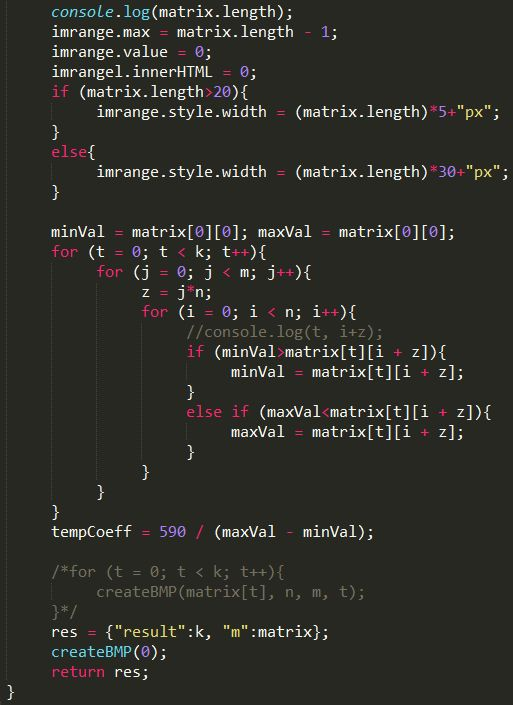 console.log(matrix.length);
imrange.max = matrix.length - 1;
imrange.value = 0;
imrangel.innerHTML = 0;
if (matrix.length>20){
imrange.style.width = (matrix.length)*5+"px";
}
else{
imrange.style.width = (matrix.length)*30+"px";
}
minVal = matrix[0][0]; maxVal = matrix[0][0];
for (t = 0; t < k; t++){
for (j = 0; j < m; j++){
z = j*n;
for (i = 0; i < n; i++){
//console.log(t, i+z);
if (minVal>matrix[t][i + z]){
minVal = matrix[t][i + z];
}
else if (maxVal<matrix[t][i + z]){
maxVal = matrix[t][i + z];
}
}
}
}
tempCoeff = 590 / (maxVal - minVal);
/*for (t = 0; t < k; t++){
createBMP(matrix[t], n, m, t);
}*/
res = {"result":k, "m":matrix};
createBMP(0);
return res;
}